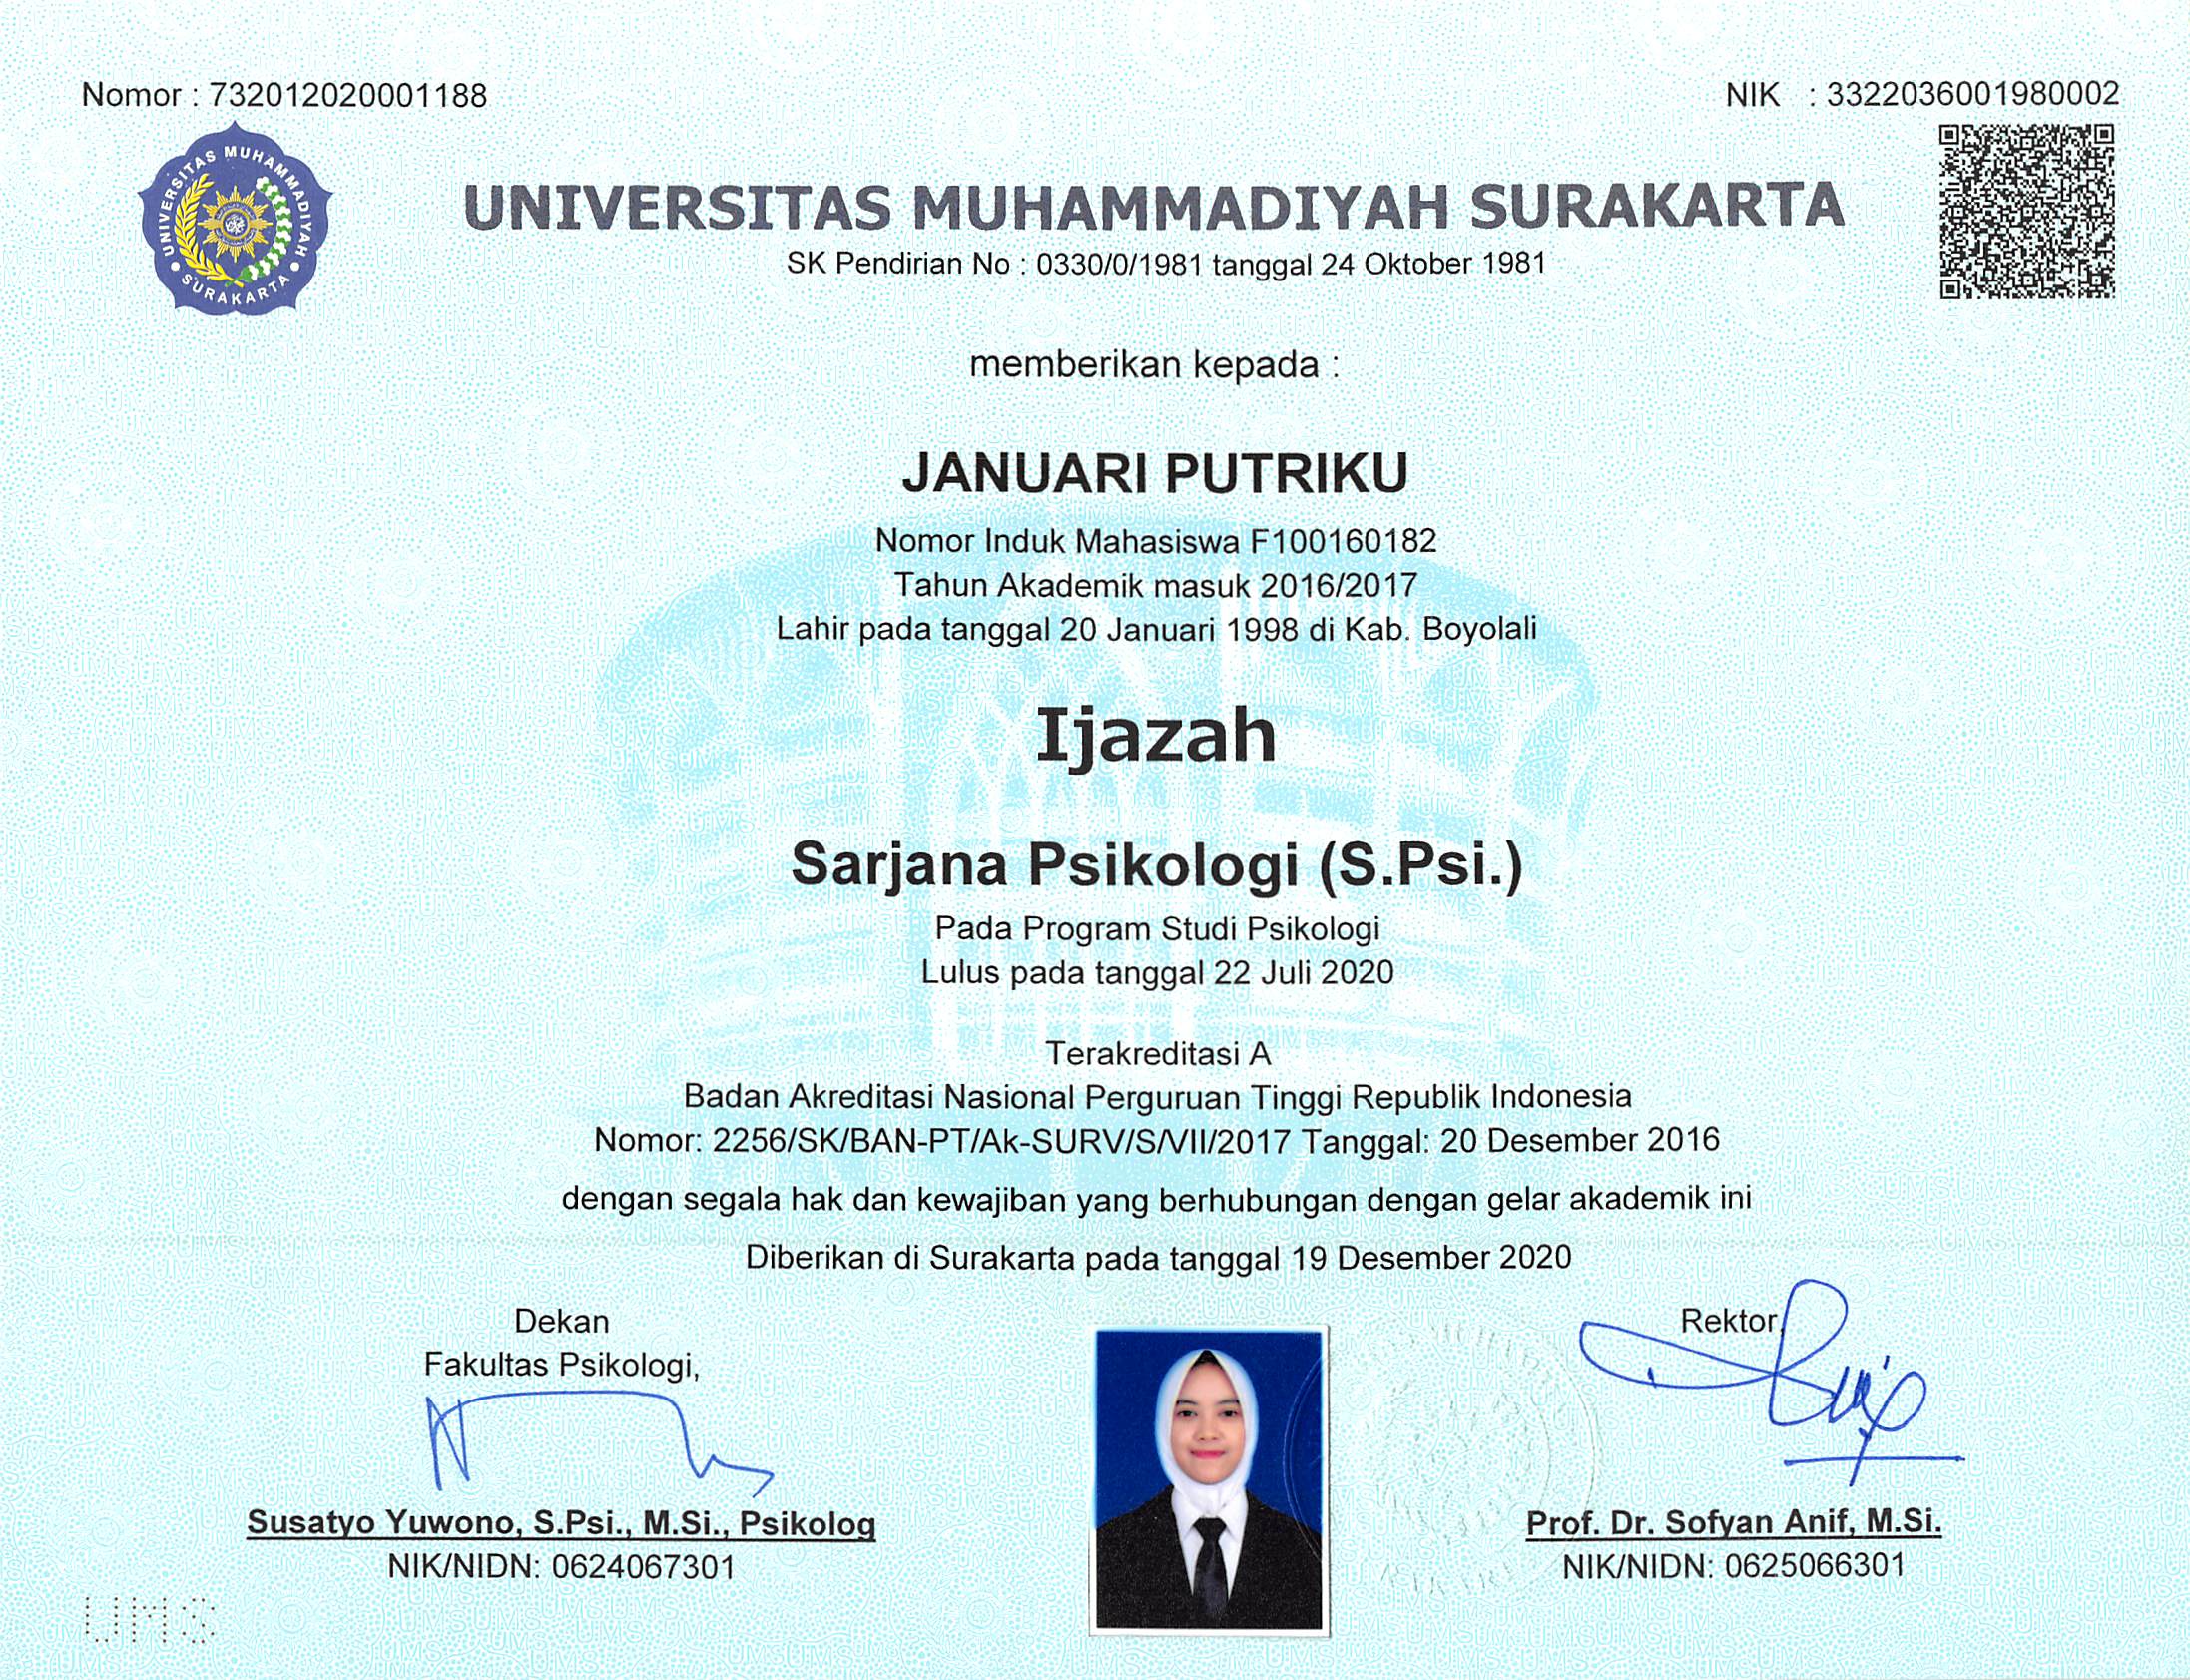 Nomor : 732012020001188
NIK : 3322036001980002
UNIVERSITAS MUHAMMADIYAH SURAKARTA
UNIVERSITAS MUHAMMADIYAH SURAKARTA
SK Pendirian No : 0330/0/1981 tanggal 24 Oktober 1981
memberikan kepada :
JANUARI PUTRIKU
Nomor Induk Mahasiswa F100160182
Tahun Akademik masuk 2016/2017
Lahir pada tanggal 20 Januari 1998 di Kab. Boyolali
Ijazah
Sarjana Psikologi (S.Psi.)
Pada Program Studi Psikologi
Lulus pada tanggal 22 Juli 2020
Terakreditasi A
Badan Akreditasi Nasional Perguruan Tinggi Republik Indonesia
Nomor: 2256/SK/BAN-PT/Ak-SURV/S/VII/2017 Tanggal: 20 Desember 2016
dengan segala hak dan kewajiban yang berhubungan dengan gelar akademik ini
Diberikan di Surakarta pada tanggal 19 Desember 2020
Dekan
Fakultas Psikologi,
Susatyo Yuwono, S.Psi., M.Si., Psikolog
NIK/NIDN: 0624067301
Rektor,
Prof. Dr. Sofyan Anif, M.Si.
NIK/NIDN: 0625066301
UMS